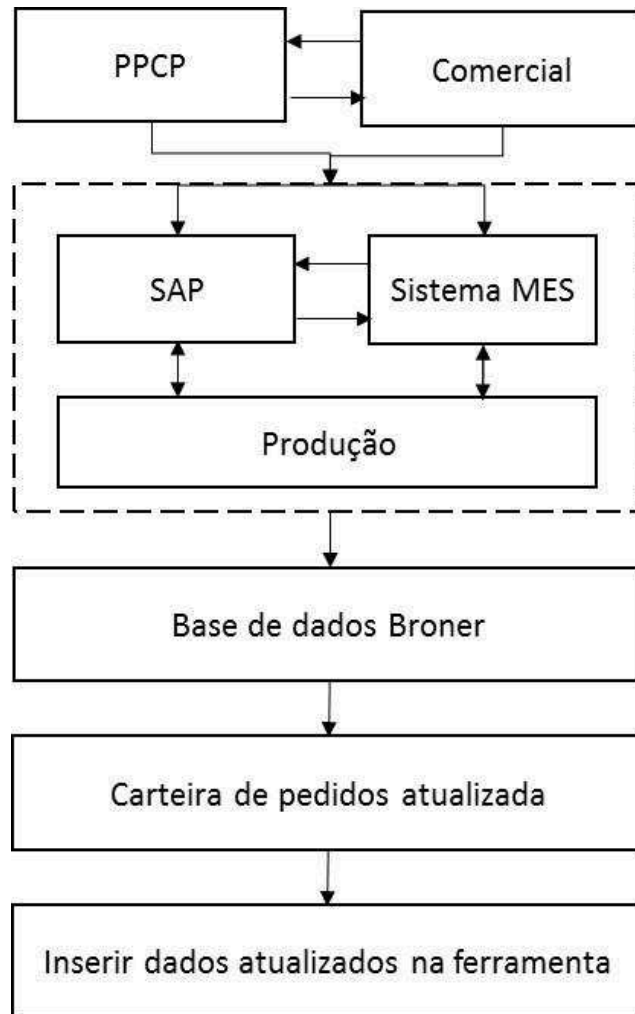 PPCP
Comercial
SAP
Sistema MES
Produção
Base de dados Broner
Carteira de pedidos atualizada
Inserir dados atualizados na ferramenta